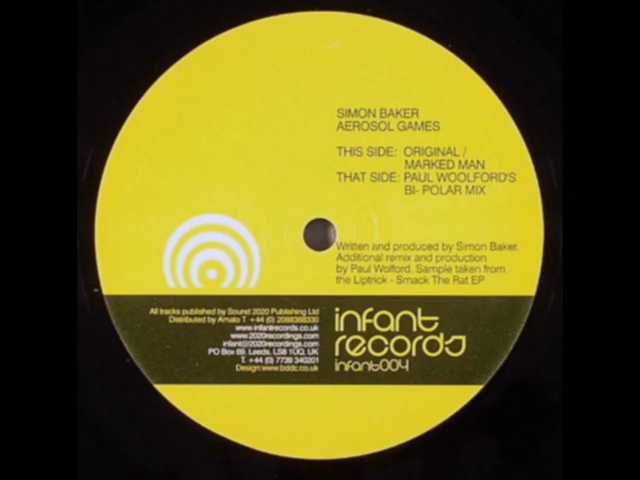 SIMON BAKER
AEROSOL GAMES
THIS SIDE: ORIGINAL /
MARKED MAN
THAT SIDE: PAUL WOOLFORD'S
BI- POLAR MIX
Written and produced by Simon Baker.
Additional remix and production
by Paul Wolford. Sample taken from
the Liptrick - Smack The Rat EP
All tracks published by Sound 2020 Publishing Ltd
Distributed by Amato T +44 (0) 2088388330
www.infantrecords.co.uk
www.2020recordings.com
infant@2020recordings.com
PO Box 69, Leeds, LS8 1UQ, UK
T. +44 (0) 7739 340201
Design:www.bddc.co.uk
infant
records
infant004